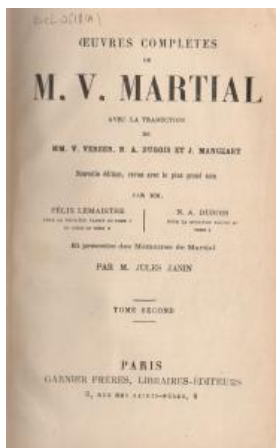 ŒUVRES COMPLÈTES
DE
M. V. MARTIAL
AVEC LA TRADUCTION
DE
MM. V. VERGER, N. A. DUBOIS ET J. MANGEART
Nouvelle édition, revue avec le plus grand soin
PAR MM.
FÉLIX LEMAISTRE
N. A. DUBOIS
Et précédée des Mémoires de Martial
PAR M. JULES JANIN
TOME SECOND
PARIS
GARNIER FRÈRES, LIBRAIRES-ÉDITEURS
6, RUE DES SAINTS-PÈRES, 6